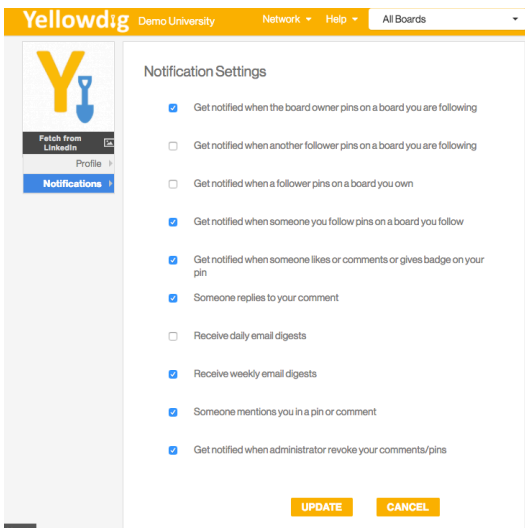 Yellowdig Demo University Network Help All Boards
Notification Settings
Get notified when the board owner pins on a board you are following
Fetch from
LinkedIn
Get notified when another follower pins on a board you are following
Profile
Notifications
Get notified when a follower pins on a board you own
Get notified when someone you follow pins on a board you follow
Get notified when someone likes or comments or gives badge on your
pin
Someone replies to your comment
Receive daily email digests
Receive weekly email digests
Someone mentions you in a pin or comment
Get notified when administrator revoke your comments/pins
UPDATE CANCEL